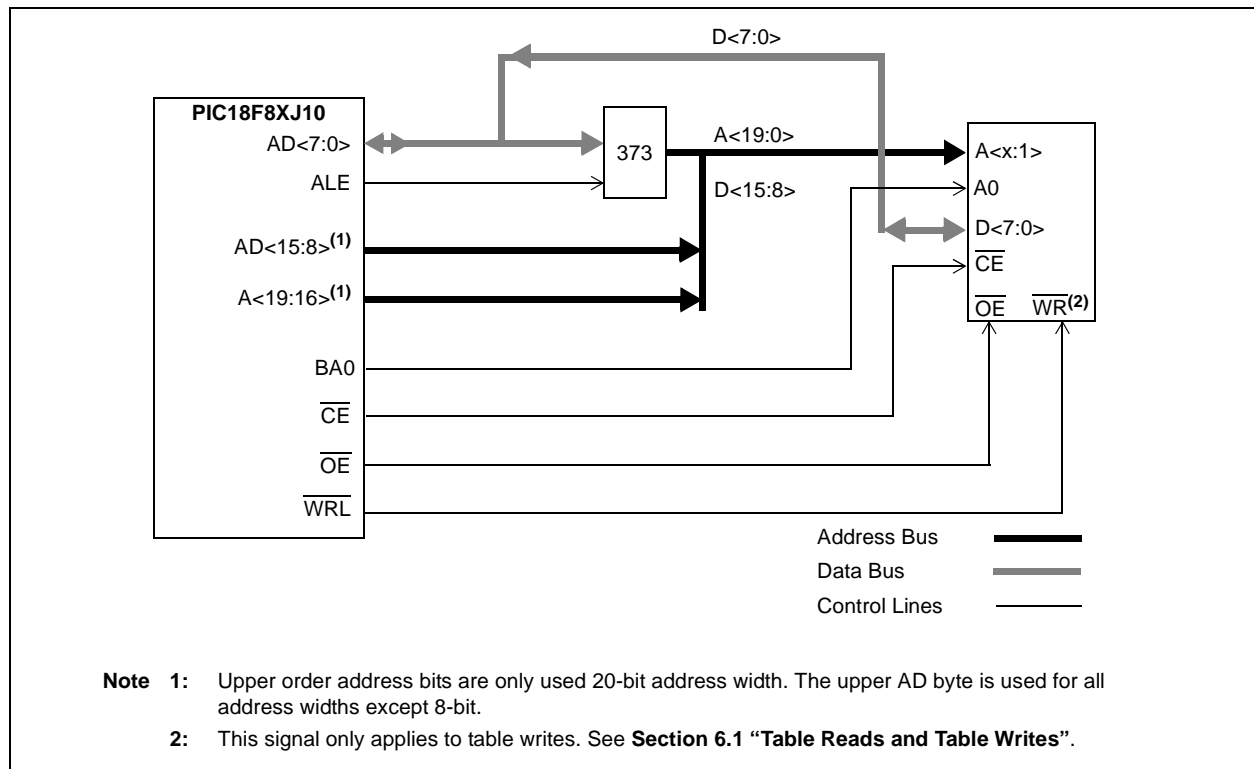 D<7:0>
PIC18F8XJ10
AD<7:0>
373
A<19:0>
A<x:1>
ALE
D<15:8>
A0
AD<15:8>(1)
D<7:0>
A<19:16>(1)
CE
OE WR(2)
BA0
CE
OE
WRL
Address Bus
Data Bus
Control Lines
Note 1: Upper order address bits are only used 20-bit address width. The upper AD byte is used for all
address widths except 8-bit.
2: This signal only applies to table writes. See Section 6.1 “Table Reads and Table Writes”.